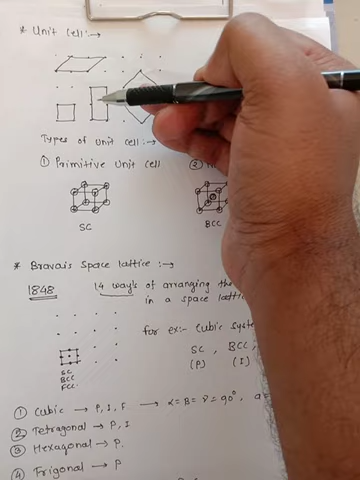 * Unit Cell:→
Types of Unit Cell:→
① Primitive Unit Cell
②
SC
BCC
* Bravais Space lattice :→
1848
14 way's of arranging the
in a space lattice
for ex:- Cubic system
SC , BCC ,
(P) (I)
SC
BCC
FCC
① Cubic → P, I, F → α = β = γ = 90°, a =
② Tetragonal → P, I
③ Hexagonal → P.
④ Trigonal → P